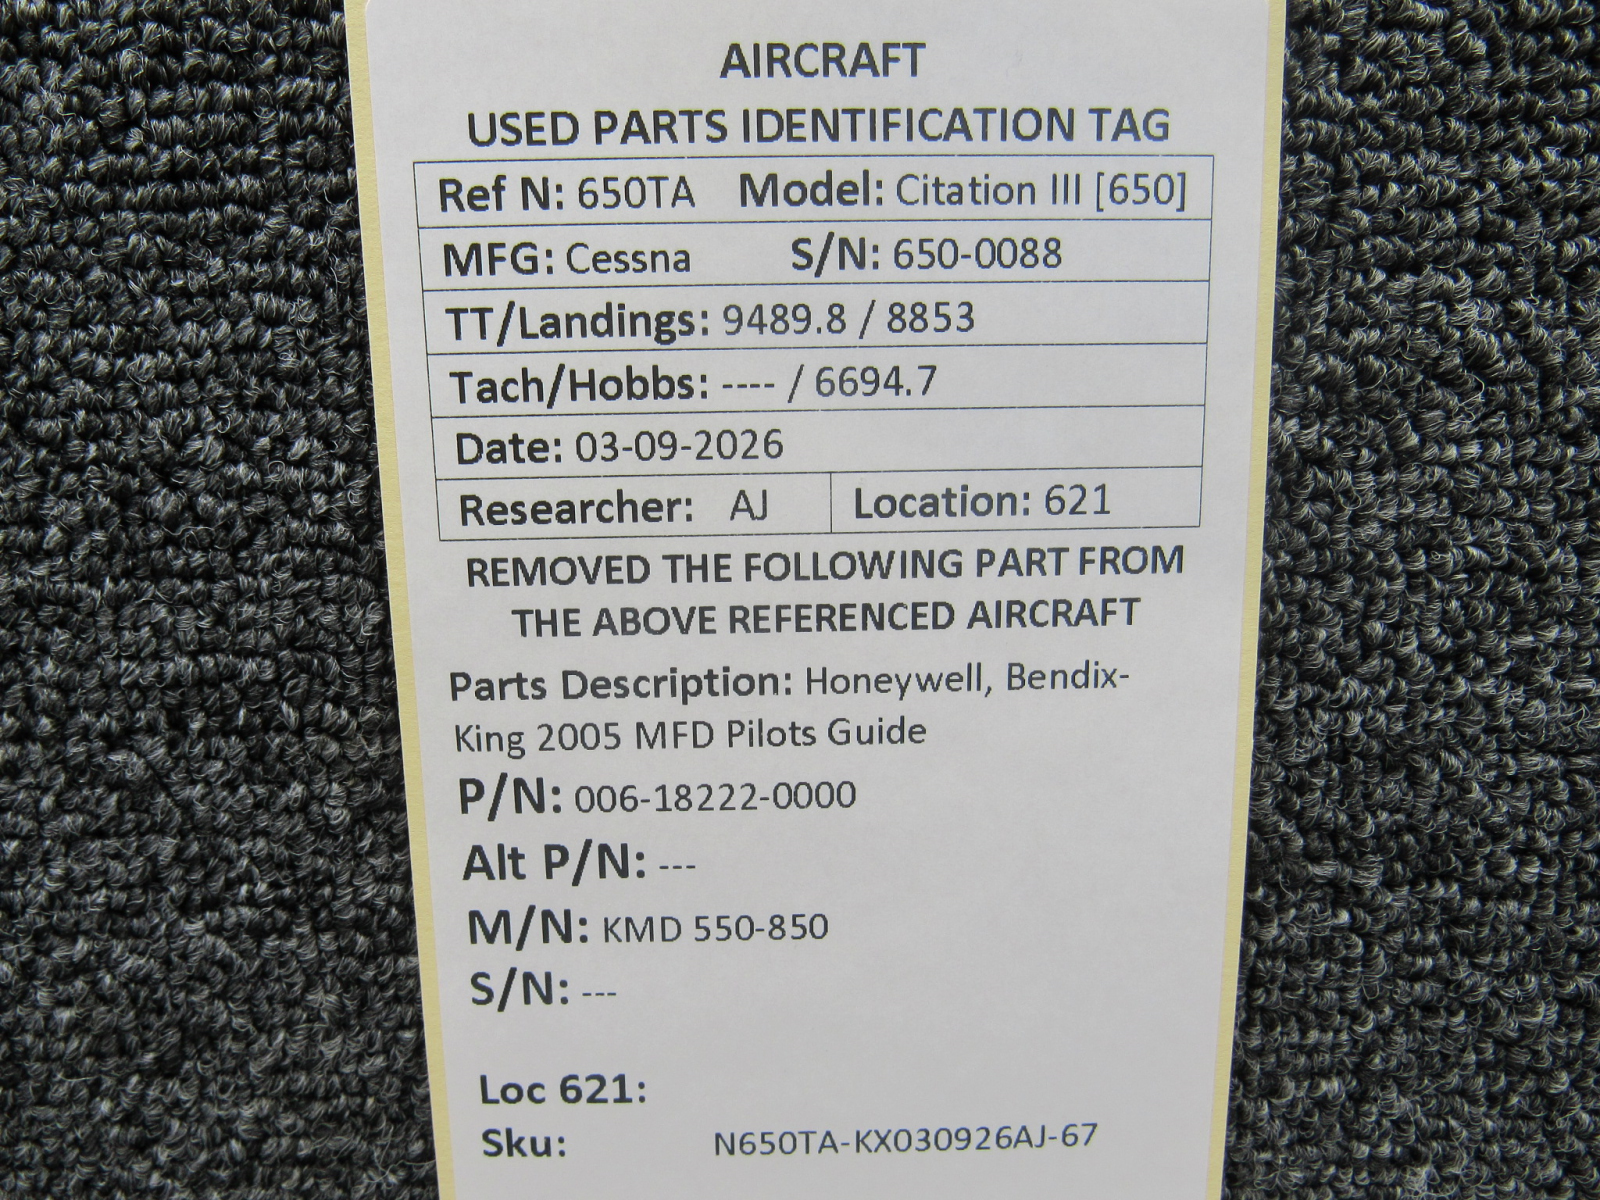 AIRCRAFT
USED PARTS IDENTIFICATION TAG
Ref N: 650TA Model: Citation III [650]
MFG: Cessna S/N: 650-0088
TT/Landings: 9489.8 / 8853
Tach/Hobbs: ---- / 6694.7
Date: 03-09-2026
Researcher: AJ Location: 621
REMOVED THE FOLLOWING PART FROM
THE ABOVE REFERENCED AIRCRAFT
Parts Description: Honeywell, Bendix-
King 2005 MFD Pilots Guide
P/N: 006-18222-0000
Alt P/N: ---
M/N: KMD 550-850
S/N: ---
Loc 621:
Sku: N650TA-KX030926AJ-67